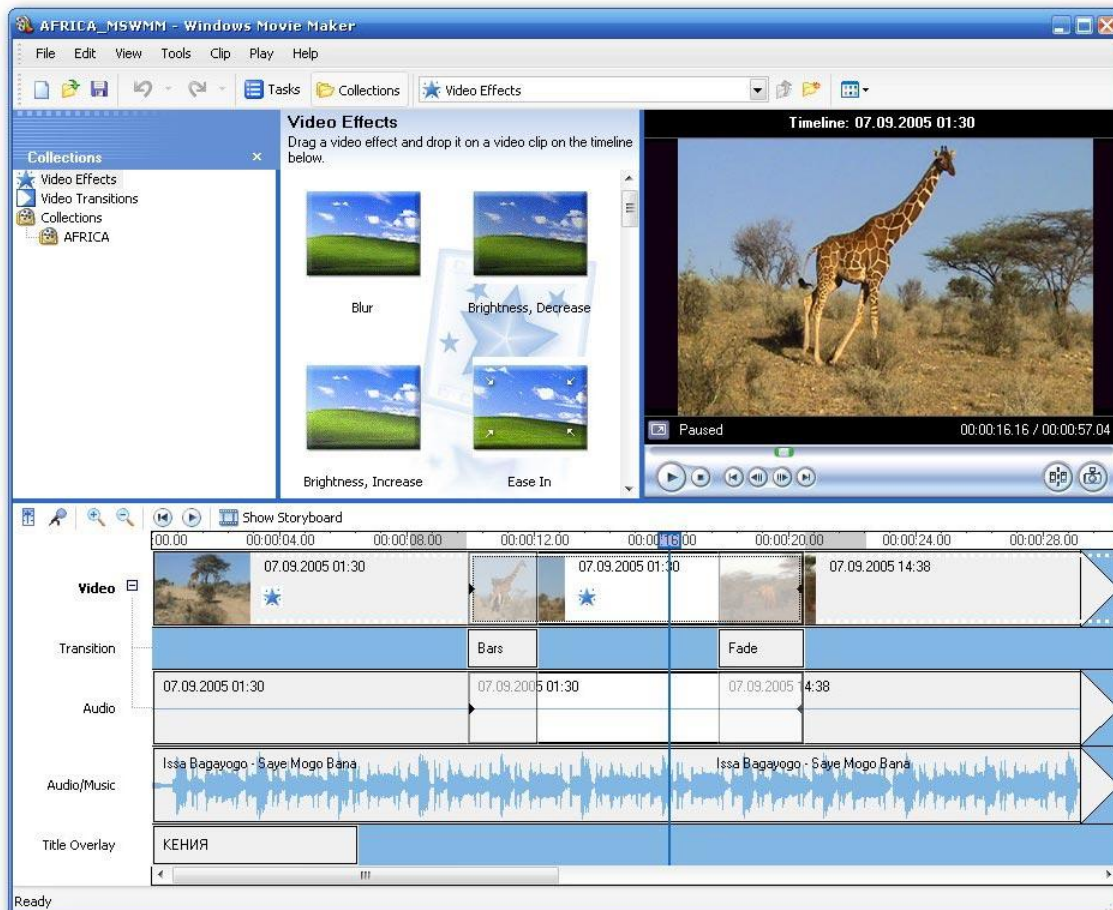 AFRICA_MSWMM - Windows Movie Maker
File Edit View Tools Clip Play Help
Tasks Collections Video Effects
Collections
Video Effects
Video Transitions
Collections
AFRICA
Video Effects
Drag a video effect and drop it on a video clip on the timeline
below.
Blur
Brightness, Decrease
Brightness, Increase
Ease In
Timeline: 07.09.2005 01:30
Paused 00:00:16.16 / 00:00:57.04
Show Storyboard
00.00 00:00:04.00 00:00:08.00 00:00:12.00 00:00:16.00 00:00:20.00 00:00:24.00 00:00:28.00
Video 07.09.2005 01:30 07.09.2005 01:30 07.09.2005 14:38
Transition Bars Fade
Audio 07.09.2005 01:30 07.09.2005 01:30 07.09.2005 14:38
Audio/Music Issa Bagayogo - Saye Mogo Bana Issa Bagayogo - Saye Mogo Bana
Title Overlay КЕНИЯ
Ready